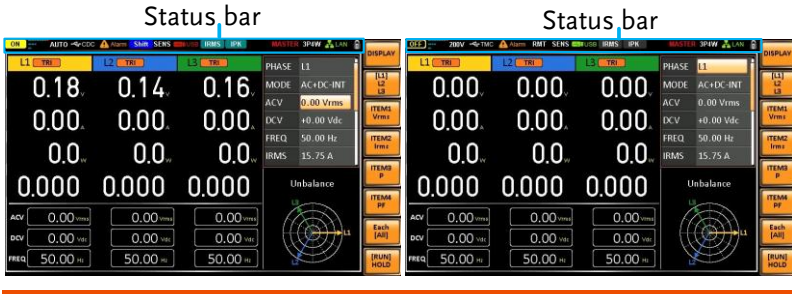 Status bar
Status bar
ON AUTO CDC Alarm Shift SENS USB IRMS IPK MASTER 3P4W LAN
DISPLAY
L1 TRI L2 TRI L3 TRI
PHASE L1
[L1] L2 L3
0.18 V 0.14 V 0.16 V
MODE AC+DC-INT
ACV 0.00 Vrms
ITEM1 Vrms
0.00 A 0.00 A 0.00 A
DCV +0.00 Vdc
FREQ 50.00 Hz
ITEM2 Irms
0.0 W 0.0 W 0.0 W
IRMS 15.75 A
ITEM3 P
0.000 0.000 0.000
Unbalance
ITEM4 PF
L3
ACV 0.00 Vrms 0.00 Vrms 0.00 Vrms
L1
Each [All]
DCV 0.00 Vdc 0.00 Vdc 0.00 Vdc
FREQ 50.00 Hz 50.00 Hz 50.00 Hz
L2
[RUN] HOLD
OFF 200V TMC Alarm RMT SENS USB IRMS IPK MASTER 3P4W LAN
DISPLAY
L1 TRI L2 TRI L3 TRI
PHASE L1
[L1] L2 L3
0.00 V 0.00 V 0.00 V
MODE AC+DC-INT
ACV 0.00 Vrms
ITEM1 Vrms
0.00 A 0.00 A 0.00 A
DCV +0.00 Vdc
FREQ 50.00 Hz
ITEM2 Irms
0.0 W 0.0 W 0.0 W
IRMS 15.75 A
ITEM3 P
0.000 0.000 0.000
Unbalance
ITEM4 PF
L3
ACV 0.00 Vrms 0.00 Vrms 0.00 Vrms
L1
Each [All]
DCV 0.00 Vdc 0.00 Vdc 0.00 Vdc
FREQ 50.00 Hz 50.00 Hz 50.00 Hz
L2
[RUN] HOLD